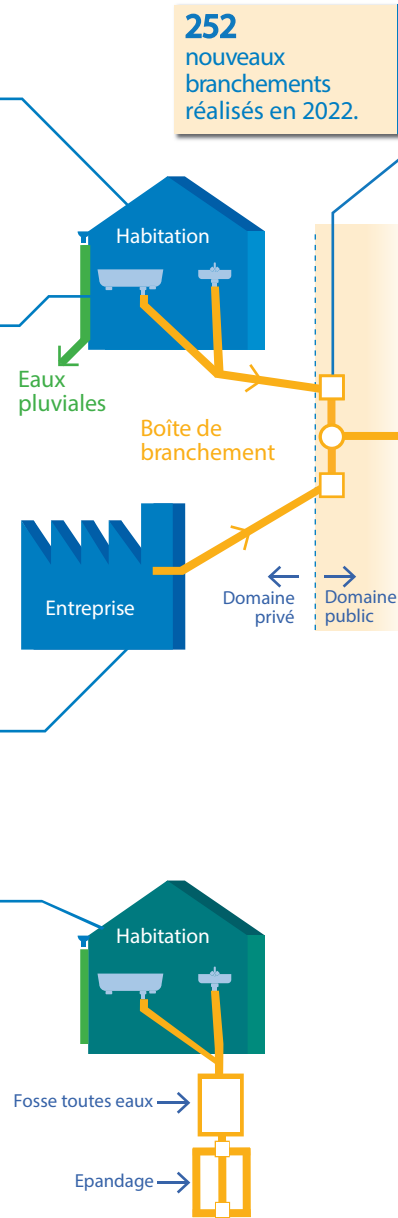 252
nouveaux
branchements
réalisés en 2022.
Habitation
Eaux
pluviales
Boîte de
branchement
Entreprise
Domaine
privé
Domaine
public
Habitation
Fosse toutes eaux
Epandage